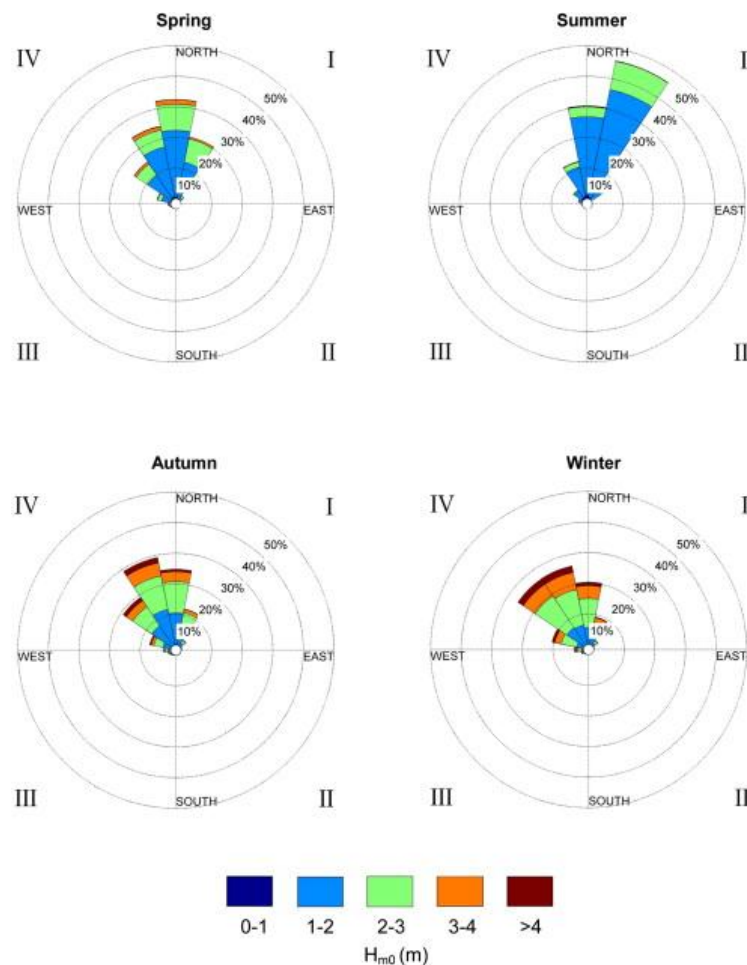 Spring
IV
I
NORTH
50%
40%
30%
20%
10%
WEST
EAST
III
II
SOUTH
Summer
IV
I
NORTH
50%
40%
30%
20%
10%
WEST
EAST
III
II
SOUTH
Autumn
IV
I
NORTH
50%
40%
30%
20%
10%
WEST
EAST
III
II
SOUTH
Winter
IV
I
NORTH
50%
40%
30%
20%
10%
WEST
EAST
III
II
SOUTH
0-1 1-2 2-3 3-4 >4
Hm0 (m)